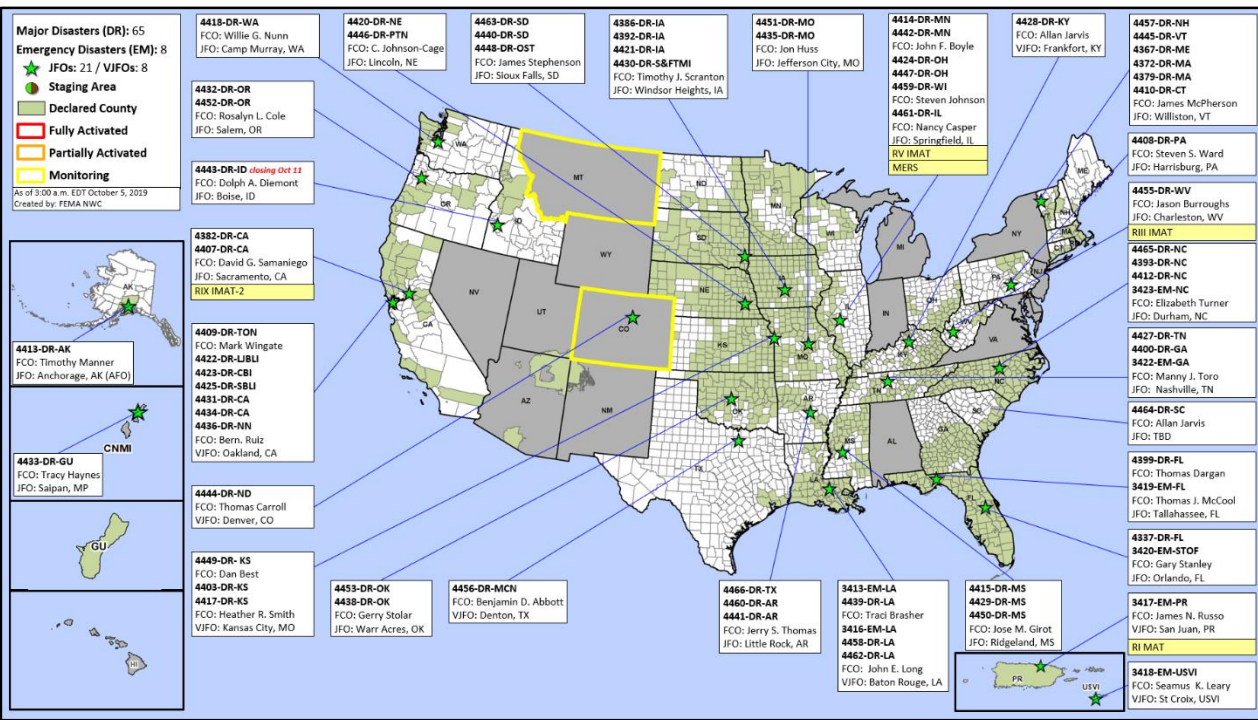 Major Disasters (DR): 65
Emergency Disasters (EM): 8
JFOs: 21 / VJFOs: 8
Staging Area
Declared County
Fully Activated
Partially Activated
Monitoring
As of 3:00 a.m. EDT October 5, 2019
Created by: FEMA NWC
4418-DR-WA
FCO: Willie G. Nunn
JFO: Camp Murray, WA
4420-DR-NE
4446-DR-PTN
FCO: C. Johnson-Cage
JFO: Lincoln, NE
4463-DR-SD
4440-DR-SD
4448-DR-OST
FCO: James Stephenson
JFO: Sioux Falls, SD
4386-DR-IA
4392-DR-IA
4421-DR-IA
4430-DR-S&FTMI
FCO: Timothy J. Scranton
JFO: Windsor Heights, IA
4451-DR-MO
4435-DR-MO
FCO: Jon Huss
JFO: Jefferson City, MO
4414-DR-MN
4442-DR-MN
FCO: John F. Boyle
4424-DR-OH
4447-DR-OH
4459-DR-WI
FCO: Steven Johnson
4461-DR-IL
FCO: Nancy Casper
JFO: Springfield, IL
RV IMAT
MERS
4428-DR-KY
FCO: Allan Jarvis
VJFO: Frankfort, KY
4457-DR-NH
4445-DR-VT
4367-DR-ME
4372-DR-MA
4379-DR-MA
4410-DR-CT
FCO: James McPherson
JFO: Williston, VT
4432-DR-OR
4452-DR-OR
FCO: Rosalyn L. Cole
JFO: Salem, OR
4443-DR-ID closing Oct 11
FCO: Dolph A. Diemont
JFO: Boise, ID
4382-DR-CA
4407-DR-CA
FCO: David G. Samaniego
JFO: Sacramento, CA
RIX IMAT-2
4409-DR-TON
FCO: Mark Wingate
4422-DR-LJBLI
4423-DR-CBI
4425-DR-SBLI
4431-DR-CA
4434-DR-CA
4436-DR-NN
FCO: Bern. Ruiz
VJFO: Oakland, CA
4444-DR-ND
FCO: Thomas Carroll
VJFO: Denver, CO
4449-DR- KS
FCO: Dan Best
4403-DR-KS
4417-DR-KS
FCO: Heather R. Smith
VJFO: Kansas City, MO
4453-DR-OK
4438-DR-OK
FCO: Gerry Stolar
JFO: Warr Acres, OK
4456-DR-MCN
FCO: Benjamin D. Abbott
VJFO: Denton, TX
4466-DR-TX
4460-DR-AR
4441-DR-AR
FCO: Jerry S. Thomas
JFO: Little Rock, AR
3413-EM-LA
4439-DR-LA
FCO: Traci Brasher
3416-EM-LA
4458-DR-LA
4462-DR-LA
FCO: John E. Long
VJFO: Baton Rouge, LA
4415-DR-MS
4429-DR-MS
4450-DR-MS
FCO: Jose M. Girot
JFO: Ridgeland, MS
4408-DR-PA
FCO: Steven S. Ward
JFO: Harrisburg, PA
4455-DR-WV
FCO: Jason Burroughs
JFO: Charleston, WV
RIII IMAT
4465-DR-NC
4393-DR-NC
4412-DR-NC
3423-EM-NC
FCO: Elizabeth Turner
JFO: Durham, NC
4427-DR-TN
4400-DR-GA
3422-EM-GA
FCO: Manny J. Toro
JFO: Nashville, TN
4464-DR-SC
FCO: Allan Jarvis
JFO: TBD
4399-DR-FL
FCO: Thomas Dargan
3419-EM-FL
FCO: Thomas J. McCool
JFO: Tallahassee, FL
4337-DR-FL
3420-EM-STOF
FCO: Gary Stanley
JFO: Orlando, FL
3417-EM-PR
FCO: James N. Russo
VJFO: San Juan, PR
RI MAT
3418-EM-USVI
FCO: Seamus K. Leary
VJFO: St Croix, USVI
AK
4413-DR-AK
FCO: Timothy Manner
JFO: Anchorage, AK (AFO)
CNMI
4433-DR-GU
FCO: Tracy Haynes
JFO: Saipan, MP
GU
HI
WA
MT
ND
MN
ME
OR
ID
SD
WI
MI
NY
NH
MA
CT
WY
NE
PA
NJ
NV
UT
CO
IL
IN
OH
WV
VA
CA
KS
MO
KY
NC
AZ
NM
OK
AR
TN
SC
TX
LA
MS
AL
GA
FL
PR
USVI